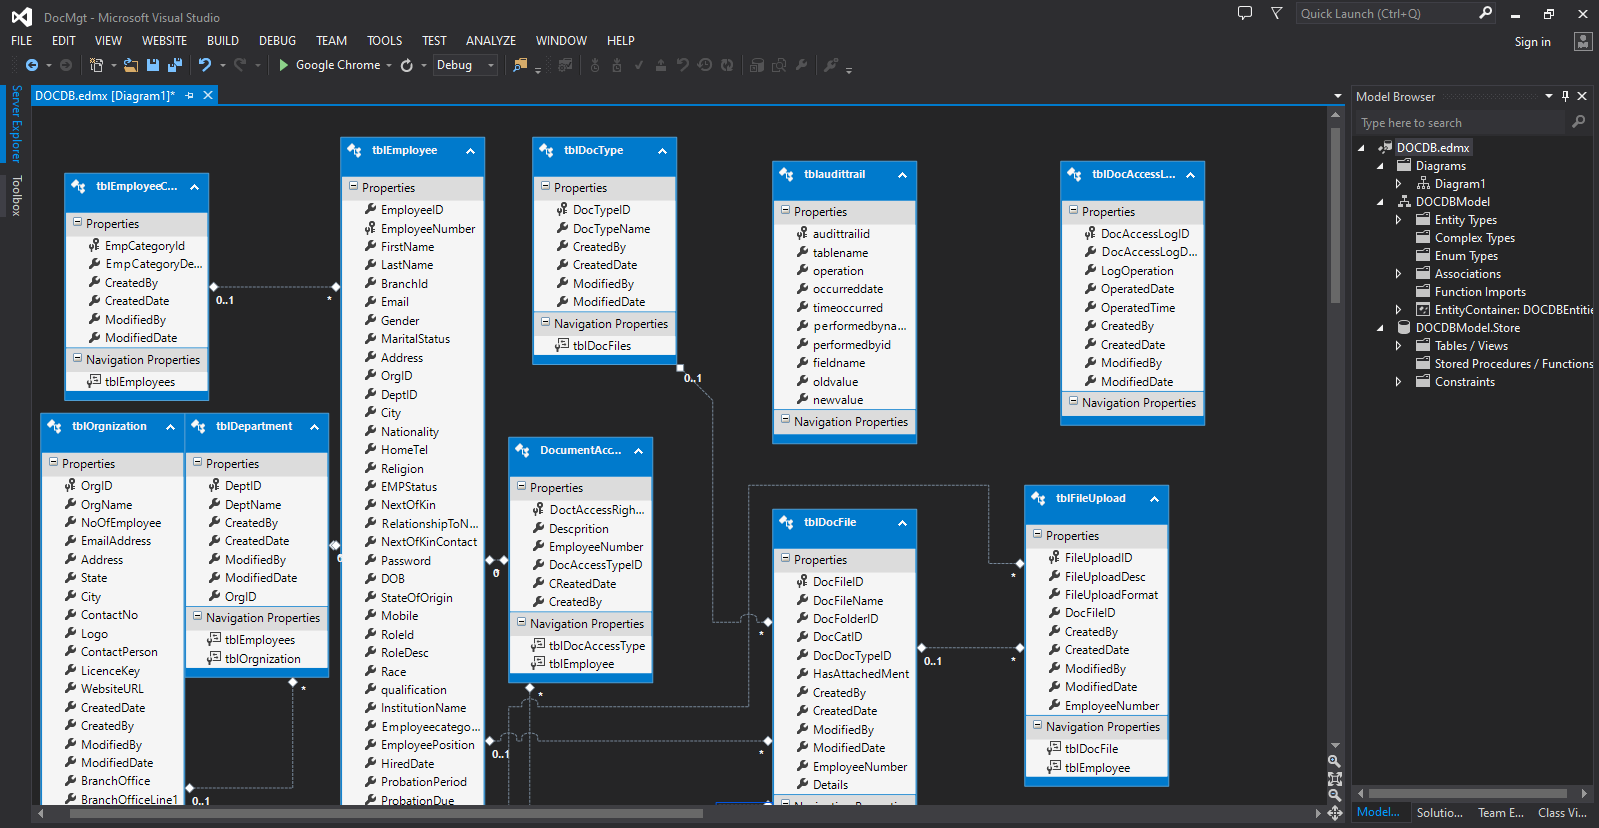 DocMgt - Microsoft Visual Studio
Quick Launch (Ctrl+Q)
FILE EDIT VIEW WEBSITE BUILD DEBUG TEAM TOOLS TEST ANALYZE WINDOW HELP
Sign in
Google Chrome
Debug
Server Explorer
Toolbox
DOCDB.edmx [Diagram1]*
tblEmployeeC...
Properties
EmpCategoryId
EmpCategoryDe...
CreatedBy
CreatedDate
ModifiedBy
ModifiedDate
Navigation Properties
tblEmployees
0..1
*
tblOrgnization
Properties
OrgID
OrgName
NoOfEmployee
EmailAddress
Address
State
City
ContactNo
Logo
ContactPerson
LicenceKey
WebsiteURL
CreatedDate
CreatedBy
ModifiedBy
ModifiedDate
BranchOffice
BranchOfficeLine1
0..1
tblDepartment
Properties
DeptID
DeptName
CreatedBy
CreatedDate
ModifiedBy
ModifiedDate
OrgID
Navigation Properties
tblEmployees
tblOrgnization
*
tblEmployee
Properties
EmployeeID
EmployeeNumber
FirstName
LastName
BranchId
Email
Gender
MaritalStatus
Address
OrgID
DeptID
City
Nationality
HomeTel
Religion
EMPStatus
NextOfKin
RelationshipToN...
NextOfKinContact
Password
DOB
StateOfOrigin
Mobile
RoleId
RoleDesc
Race
qualification
InstitutionName
Employeecatego...
EmployeePosition
HiredDate
ProbationPeriod
ProbationDue
0..1
tblDocType
Properties
DocTypeID
DocTypeName
CreatedBy
CreatedDate
ModifiedBy
ModifiedDate
Navigation Properties
tblDocFiles
0..1
DocumentAcc...
Properties
DoctAccessRigh...
Descprition
EmployeeNumber
DocAccessTypeID
CReatedDate
CreatedBy
Navigation Properties
tblDocAccessType
tblEmployee
*
tblaudittrail
Properties
audittrailid
tablename
operation
occurreddate
timeoccurred
performedbyna...
performedbyid
fieldname
oldvalue
newvalue
Navigation Properties
tblDocFile
Properties
DocFileID
DocFileName
DocFolderID
DocCatID
DocDocTypeID
HasAttachedMent
CreatedBy
CreatedDate
ModifiedBy
ModifiedDate
EmployeeNumber
Details
Navigation Properties
*
*
0..1
*
*
tblDocAccessL...
Properties
DocAccessLogID
DocAccessLogD...
LogOperation
OperatedDate
OperatedTime
CreatedBy
CreatedDate
ModifiedBy
ModifiedDate
Navigation Properties
tblFileUpload
Properties
FileUploadID
FileUploadDesc
FileUploadFormat
DocFileID
CreatedBy
CreatedDate
ModifiedBy
ModifiedDate
EmployeeNumber
Navigation Properties
tblDocFile
tblEmployee
Model Browser
Type here to search
DOCDB.edmx
Diagrams
Diagram1
DOCDBModel
Entity Types
Complex Types
Enum Types
Associations
Function Imports
EntityContainer: DOCDBEntitie
DOCDBModel.Store
Tables / Views
Stored Procedures / Functions
Constraints
Model... Solutio... Team E... Class Vi...